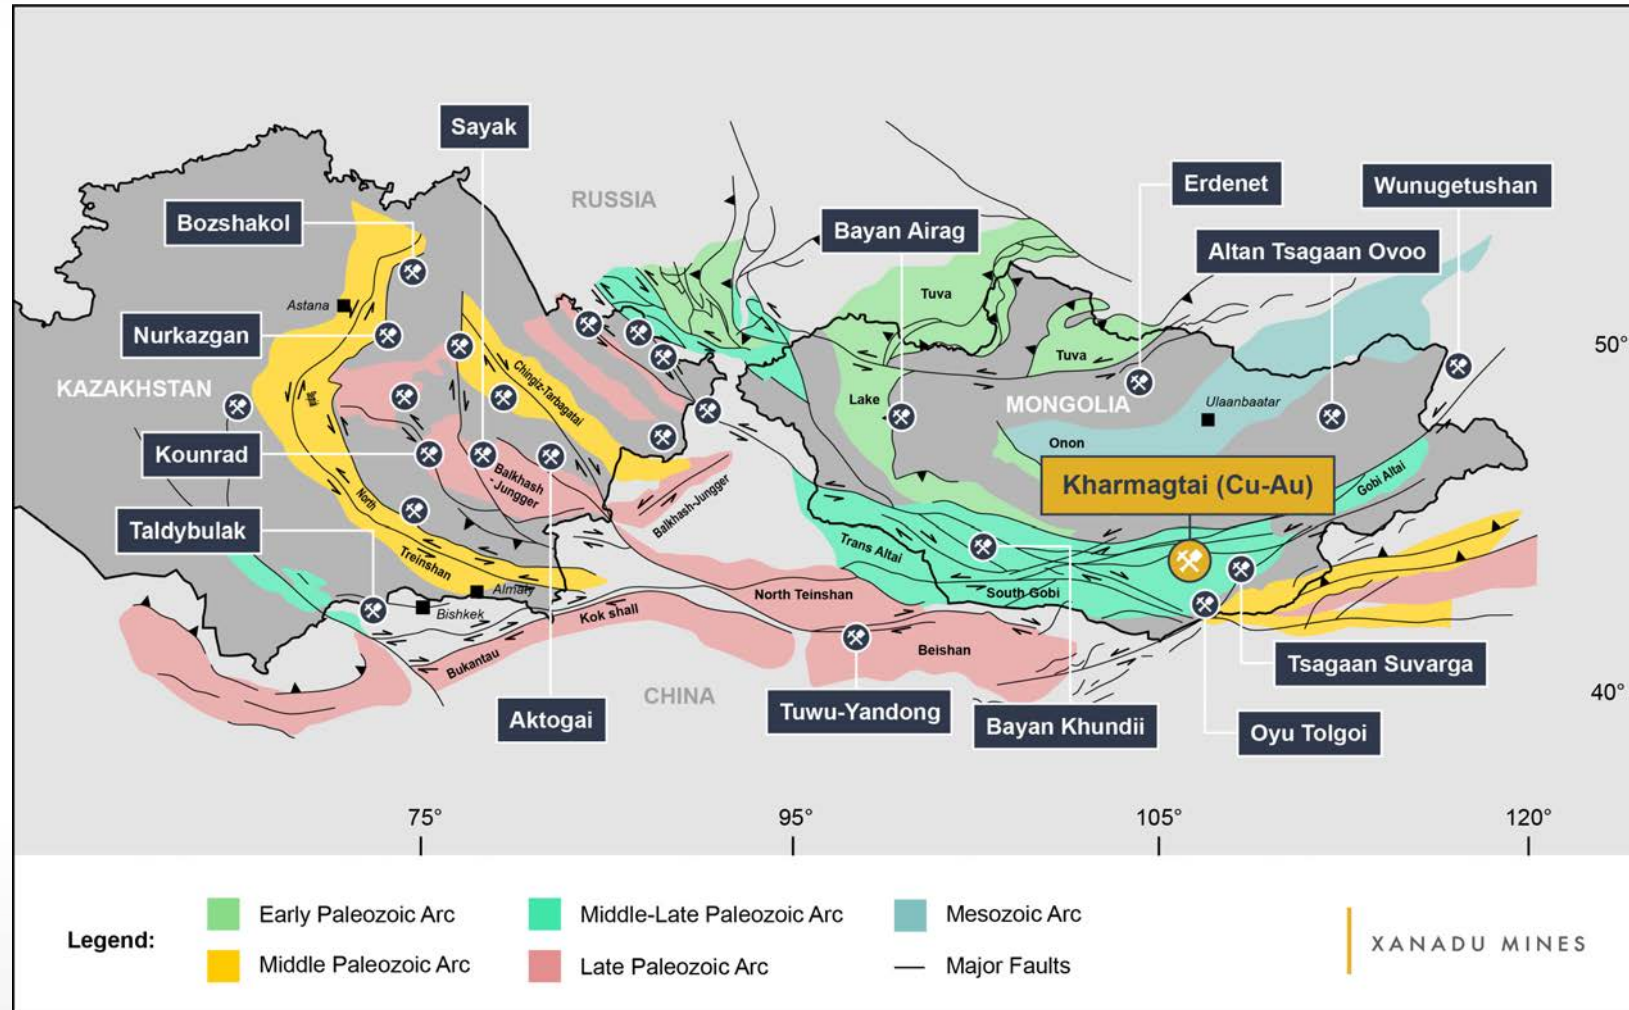 Sayak
RUSSIA
Erdenet
Wunugetushan
Bozshakol
Bayan Airag
Altan Tsagaan Ovoo
Astana
Tuva
Nurkazgan
50°
Tuva
KAZAKHSTAN
Chingiz-Tarbagatai
Lake
MONGOLIA
Ulaanbaatar
Onon
Kounrad
Balkhash
-Jungger
Balkhash-Jungger
Kharmagtai (Cu-Au)
Gobi Altai
North
Taldybulak
Treinshan
Trans Altai
Almaty
Bishkek
North Teinshan
South Gobi
Kok shall
Bukantau
Beishan
Tsagaan Suvarga
CHINA
40°
Aktogai
Tuwu-Yandong
Bayan Khundii
Oyu Tolgoi
75°
95°
105°
120°
Legend:
Early Paleozoic Arc
Middle-Late Paleozoic Arc
Mesozoic Arc
Middle Paleozoic Arc
Late Paleozoic Arc
Major Faults
XANADU MINES